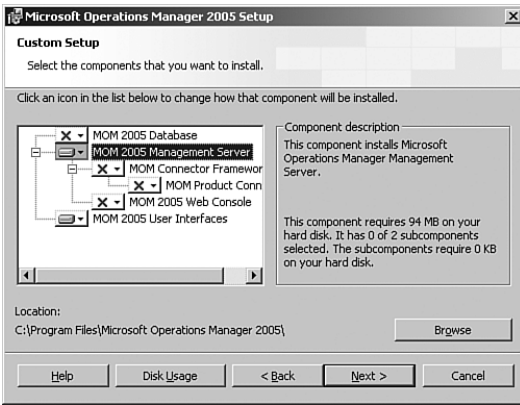 Microsoft Operations Manager 2005 Setup
Custom Setup
Select the components that you want to install.
Click an icon in the list below to change how that component will be installed.
MOM 2005 Database
MOM 2005 Management Server
MOM Connector Framewor
MOM Product Conn
MOM 2005 Web Console
MOM 2005 User Interfaces
Component description
This component installs Microsoft
Operations Manager Management
Server.
This component requires 94 MB on your
hard disk. It has 0 of 2 subcomponents
selected. The subcomponents require 0 KB
on your hard disk.
Location:
C:\Program Files\Microsoft Operations Manager 2005\
Browse
Help
Disk Usage
< Back
Next >
Cancel